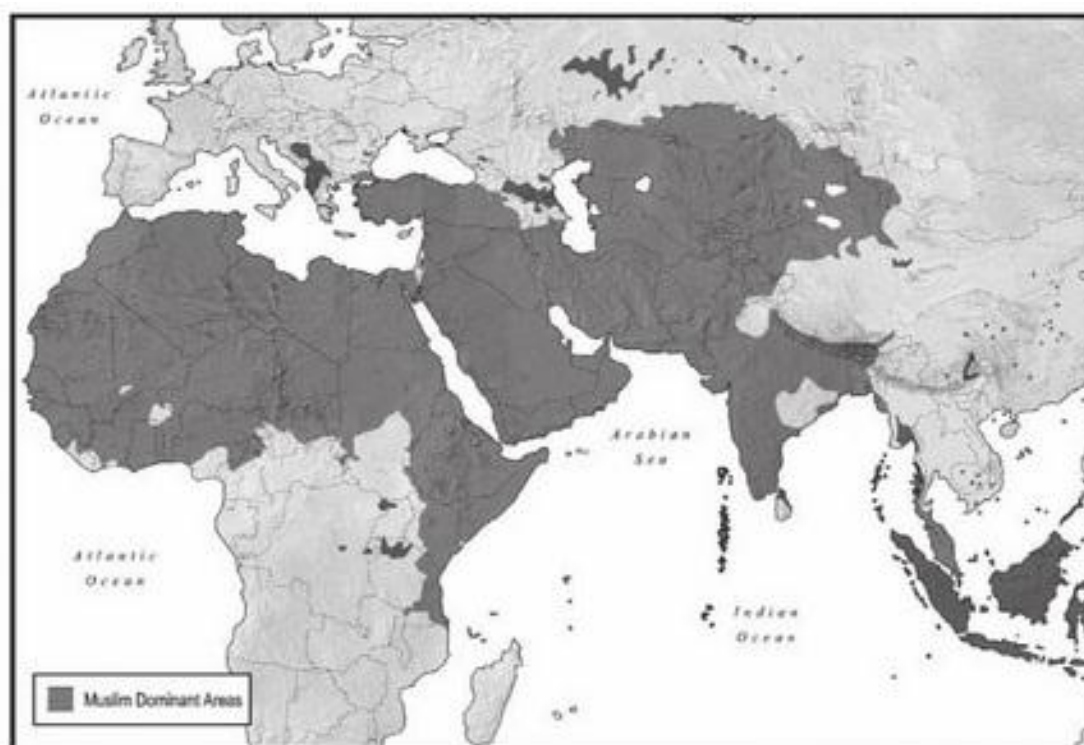 Atlantic
Ocean
Arabian
Sea
Atlantic
Ocean
Indian
Ocean
Muslim Dominant Areas